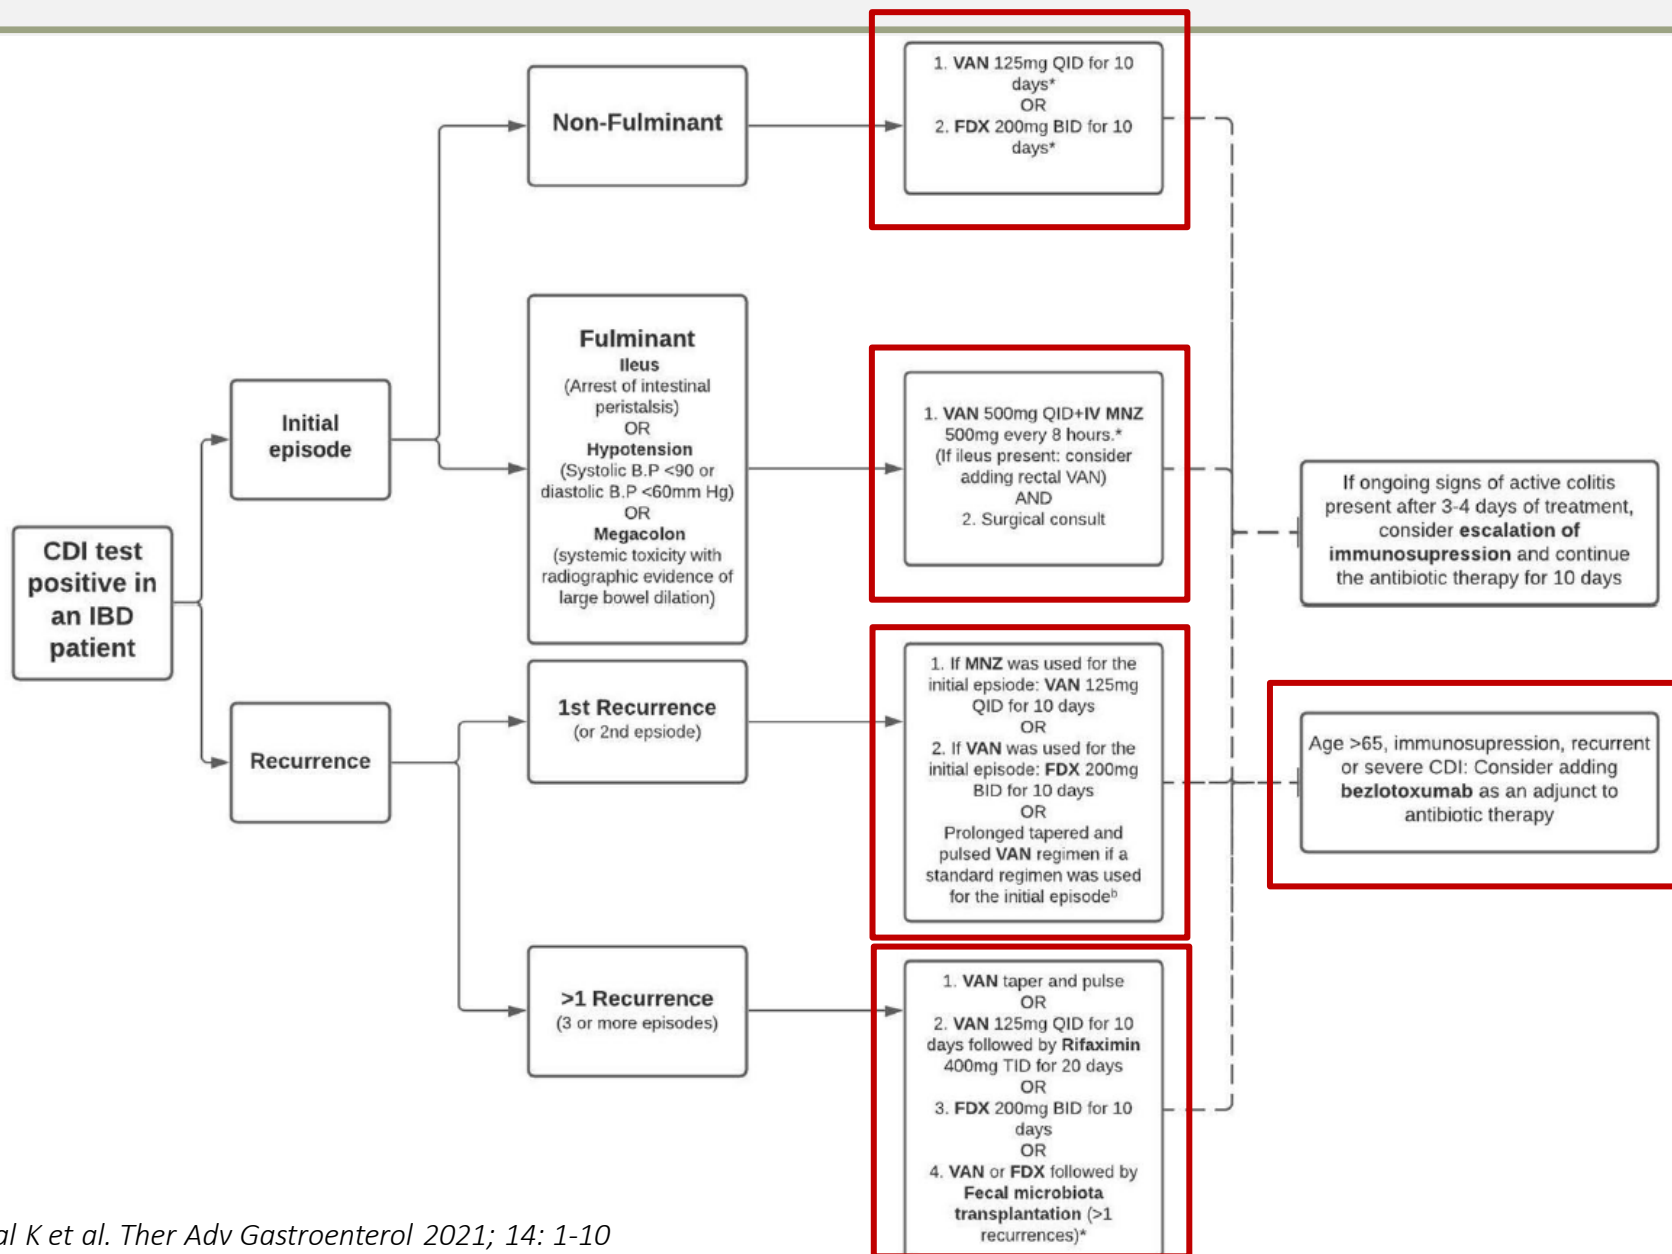 CDI test
positive in
an IBD
patient
Initial
episode
Recurrence
Non-Fulminant
Fulminant
Ileus
(Arrest of intestinal
peristalsis)
OR
Hypotension
(Systolic B.P <90 or
diastolic B.P <60mm Hg)
OR
Megacolon
(systemic toxicity with
radiographic evidence of
large bowel dilation)
1st Recurrence
(or 2nd epsiode)
>1 Recurrence
(3 or more episodes)
1. VAN 125mg QID for 10
days*
OR
2. FDX 200mg BID for 10
days*
1. VAN 500mg QID+IV MNZ
500mg every 8 hours.*
(If ileus present: consider
adding rectal VAN)
AND
2. Surgical consult
1. If MNZ was used for the
initial epsiode: VAN 125mg
QID for 10 days
OR
2. If VAN was used for the
initial episode: FDX 200mg
BID for 10 days
OR
Prolonged tapered and
pulsed VAN regimen if a
standard regimen was used
for the initial episodeᵇ
1. VAN taper and pulse
OR
2. VAN 125mg QID for 10
days followed by Rifaximin
400mg TID for 20 days
OR
3. FDX 200mg BID for 10
days
OR
4. VAN or FDX followed by
Fecal microbiota
transplantation (>1
recurrences)*
If ongoing signs of active colitis
present after 3-4 days of treatment,
consider escalation of
immunosupression and continue
the antibiotic therapy for 10 days
Age >65, immunosupression, recurrent
or severe CDI: Consider adding
bezlotoxumab as an adjunct to
antibiotic therapy
al K et al. Ther Adv Gastroenterol 2021; 14: 1-10